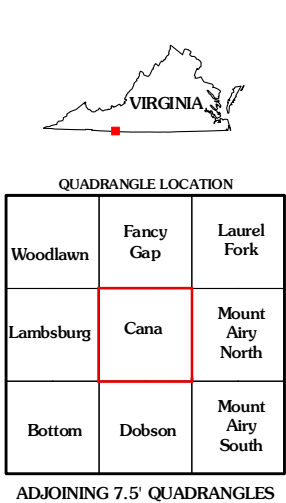 VIRGINIA
QUADRANGLE LOCATION
Woodlawn
Fancy
Gap
Laurel
Fork
Lambsburg
Cana
Mount
Airy
North
Bottom
Dobson
Mount
Airy
South
ADJOINING 7.5' QUADRANGLES